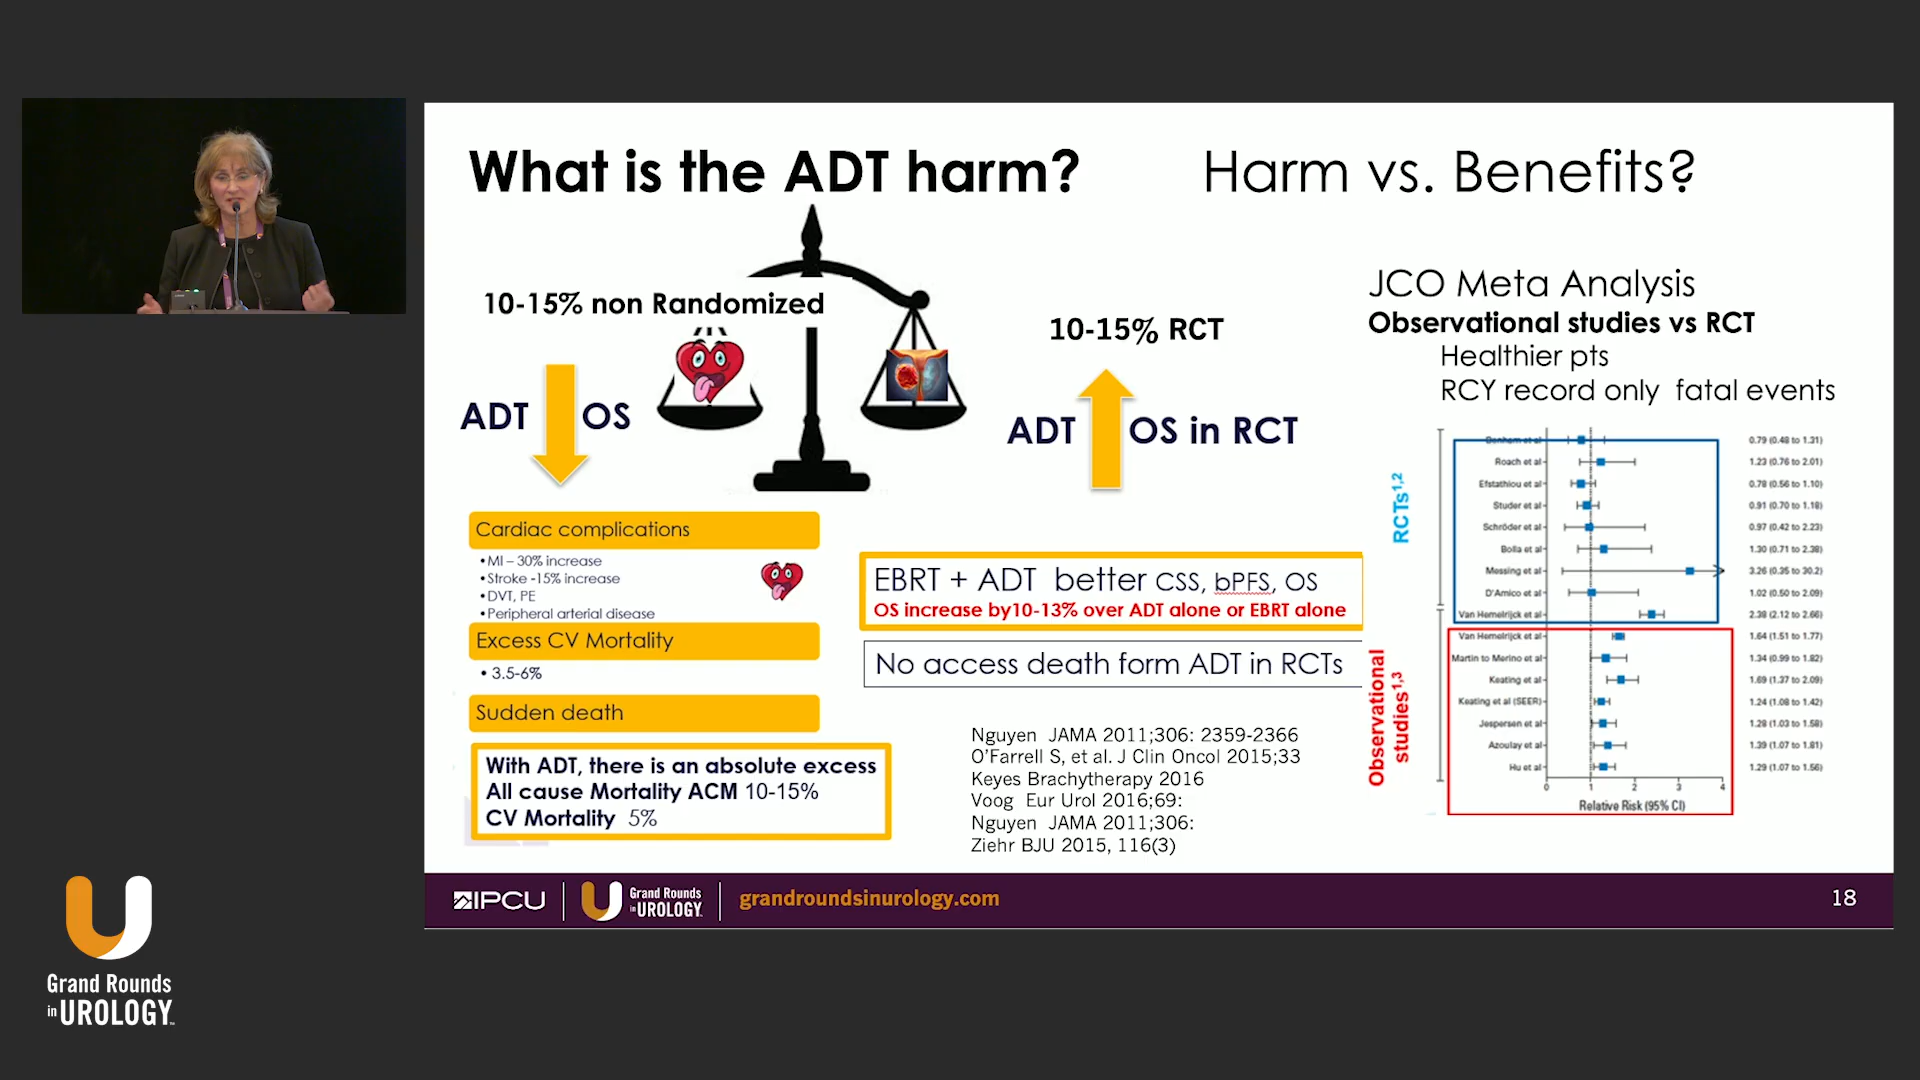 What is the ADT harm?
Harm vs. Benefits?
10-15% non Randomized
ADT OS
10-15% RCT
ADT OS in RCT
Cardiac complications
•MI – 30% increase
•Stroke -15% increase
•DVT, PE
•Peripheral arterial disease
Excess CV Mortality
• 3.5-6%
Sudden death
With ADT, there is an absolute excess
All cause Mortality ACM 10-15%
CV Mortality 5%
EBRT + ADT better CSS, bPFS, OS
OS increase by10-13% over ADT alone or EBRT alone
No access death form ADT in RCTs
Nguyen JAMA 2011;306: 2359-2366
O'Farrell S, et al. J Clin Oncol 2015;33
Keyes Brachytherapy 2016
Voog Eur Urol 2016;69:
Nguyen JAMA 2011;306:
Ziehr BJU 2015, 116(3)
JCO Meta Analysis
Observational studies vs RCT
Healthier pts
RCY record only fatal events
RCTs1,2
Observational
studies1,3
0.79 (0.48 to 1.31)
Roach et al 1.23 (0.76 to 2.01)
Efstathiou et al 0.78 (0.56 to 1.10)
Studer et al 0.91 (0.70 to 1.18)
Schröder et al 0.97 (0.42 to 2.23)
Bolla et al 1.30 (0.71 to 2.38)
Messing et al 3.26 (0.35 to 30.2)
D'Amico et al 1.02 (0.50 to 2.09)
Van Hemelrijck et al 2.38 (2.12 to 2.66)
Van Hemelrijck et al 1.64 (1.51 to 1.77)
Martin to Merino et al 1.34 (0.99 to 1.82)
Keating et al 1.69 (1.37 to 2.09)
Keating et al (SEER) 1.24 (1.08 to 1.42)
Jespersen et al 1.28 (1.03 to 1.58)
Azoulay et al 1.39 (1.07 to 1.81)
Hu et al 1.29 (1.07 to 1.56)
0 1 2 3 4
Relative Risk (95% CI)
IPCU
Grand Rounds
in UROLOGY
grandroundsinurology.com
18
Grand Rounds
in UROLOGY